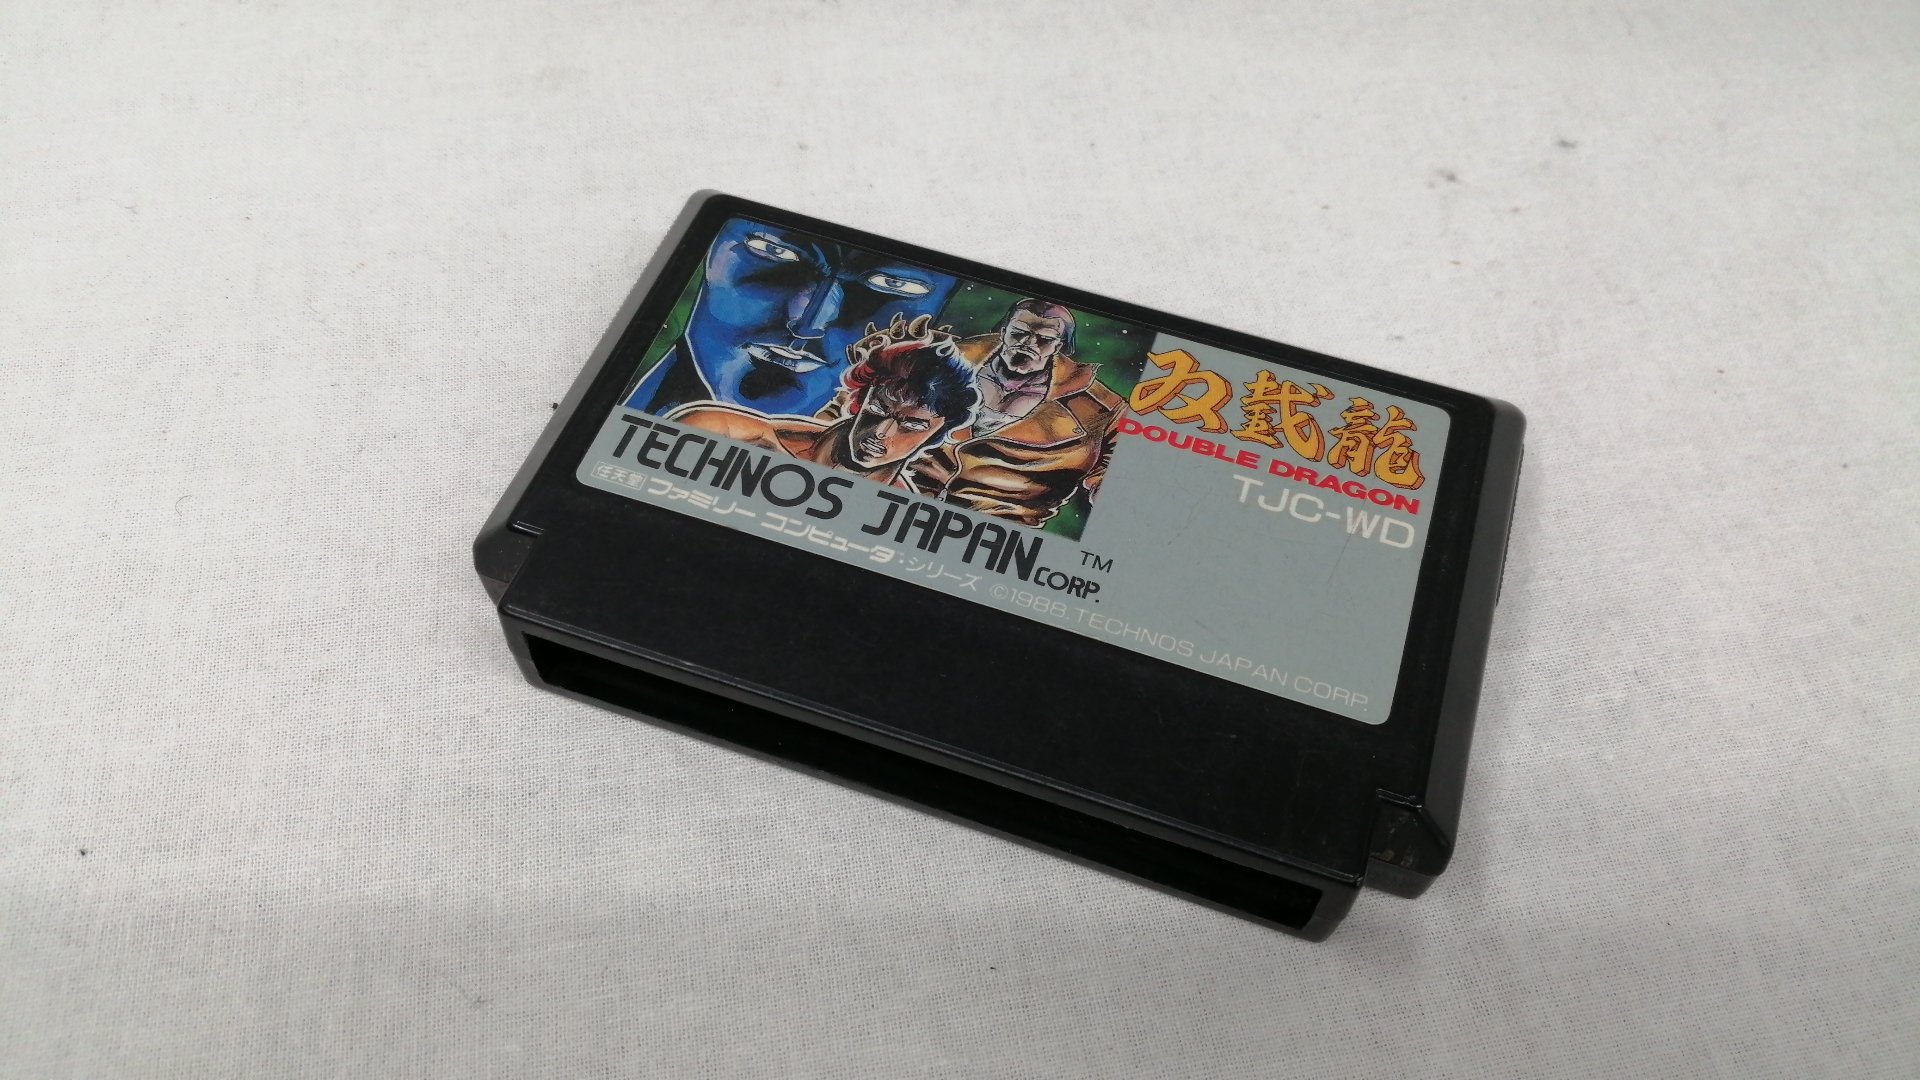 双截龍
DOUBLE DRAGON
TJC-WD
TECHNOS JAPAN CORP. TM
任天堂 ファミリー コンピュータ・シリーズ ©1988. TECHNOS JAPAN CORP.